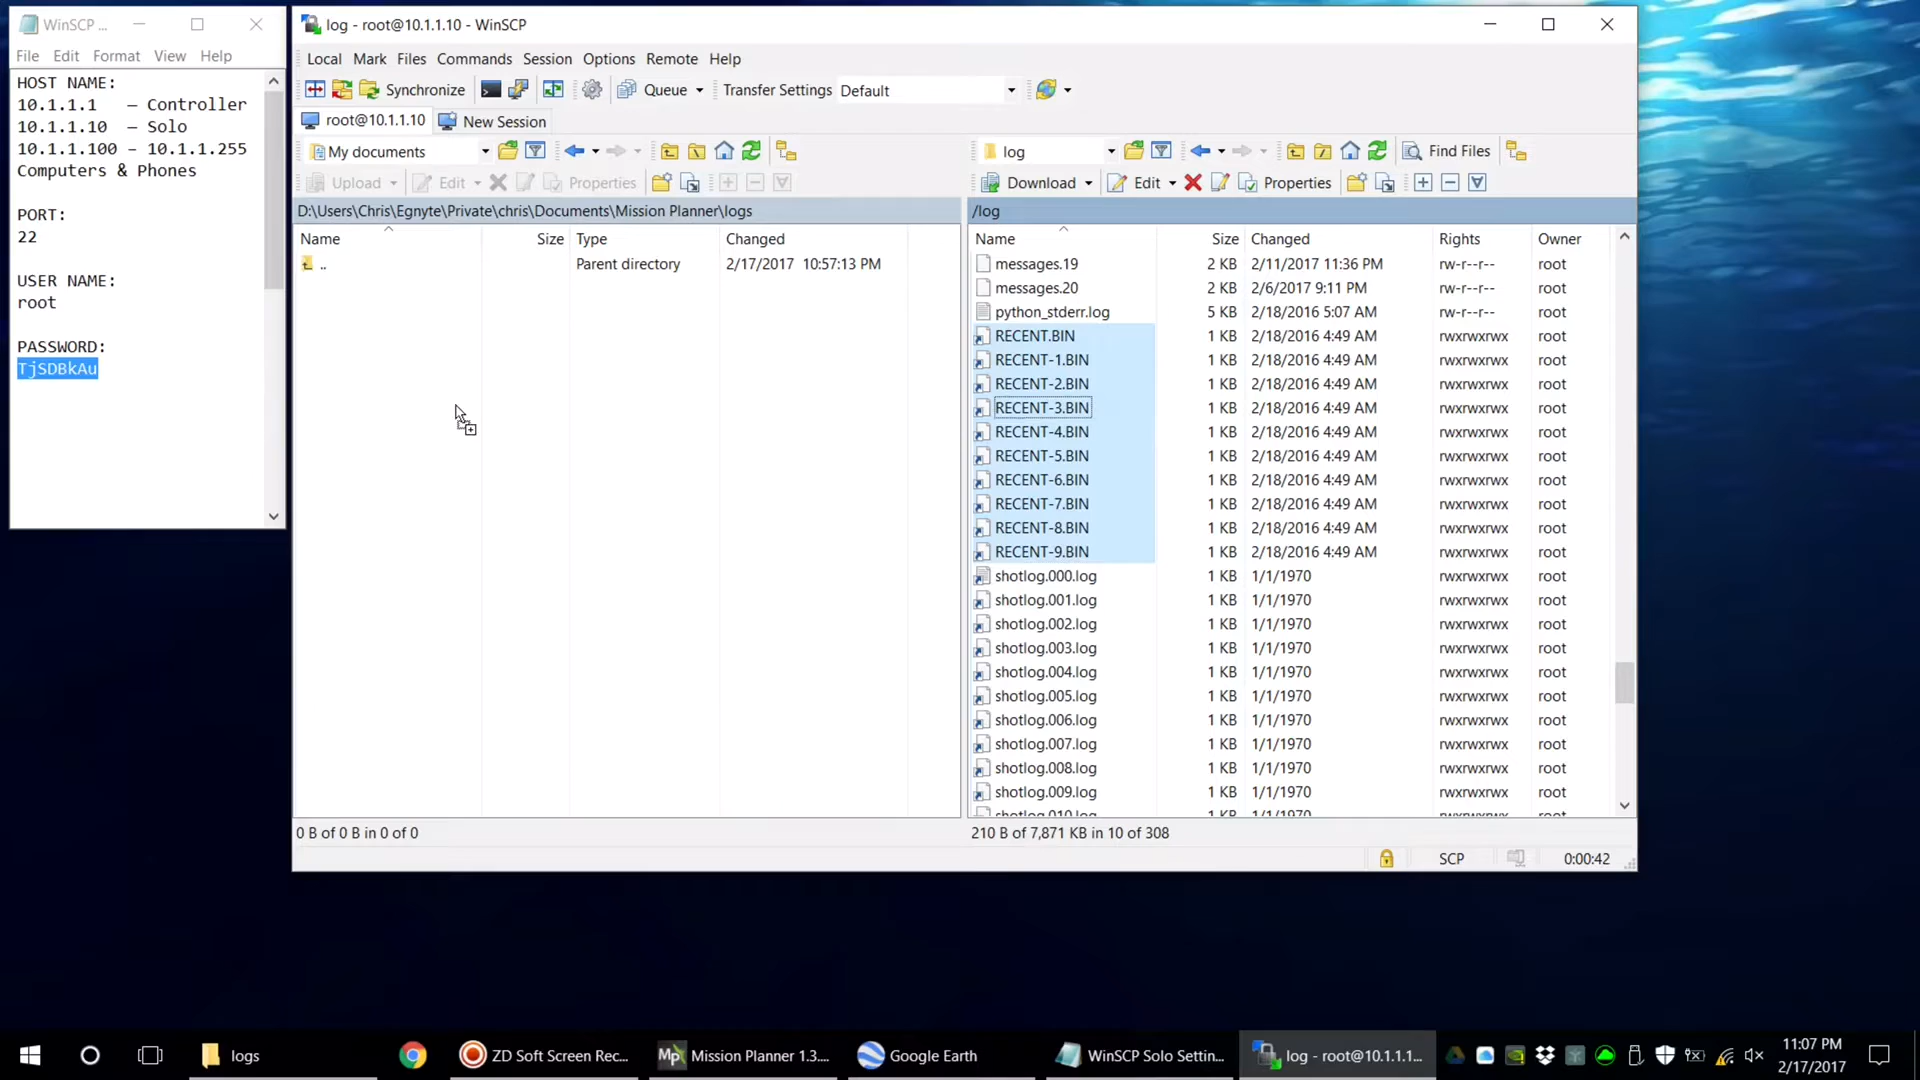 WinSCP ...
File Edit Format View Help
HOST NAME:
10.1.1.1 – Controller
10.1.1.10 – Solo
10.1.1.100 – 10.1.1.255
Computers & Phones
PORT:
22
USER NAME:
root
PASSWORD:
TjSDBkAu
log - root@10.1.1.10 - WinSCP
Local Mark Files Commands Session Options Remote Help
Synchronize Queue Transfer Settings Default
root@10.1.1.10 New Session
My documents
Upload Edit Properties
D:\Users\Chris\Egnyte\Private\chris\Documents\Mission Planner\logs
Name Size Type Changed
.. Parent directory 2/17/2017 10:57:13 PM
0 B of 0 B in 0 of 0
log Find Files
Download Edit Properties
/log
Name Size Changed Rights Owner
messages.19 2 KB 2/11/2017 11:36 PM rw-r--r-- root
messages.20 2 KB 2/6/2017 9:11 PM rw-r--r-- root
python_stderr.log 5 KB 2/18/2016 5:07 AM rw-r--r-- root
RECENT.BIN 1 KB 2/18/2016 4:49 AM rwxrwxrwx root
RECENT-1.BIN 1 KB 2/18/2016 4:49 AM rwxrwxrwx root
RECENT-2.BIN 1 KB 2/18/2016 4:49 AM rwxrwxrwx root
RECENT-3.BIN 1 KB 2/18/2016 4:49 AM rwxrwxrwx root
RECENT-4.BIN 1 KB 2/18/2016 4:49 AM rwxrwxrwx root
RECENT-5.BIN 1 KB 2/18/2016 4:49 AM rwxrwxrwx root
RECENT-6.BIN 1 KB 2/18/2016 4:49 AM rwxrwxrwx root
RECENT-7.BIN 1 KB 2/18/2016 4:49 AM rwxrwxrwx root
RECENT-8.BIN 1 KB 2/18/2016 4:49 AM rwxrwxrwx root
RECENT-9.BIN 1 KB 2/18/2016 4:49 AM rwxrwxrwx root
shotlog.000.log 1 KB 1/1/1970 rwxrwxrwx root
shotlog.001.log 1 KB 1/1/1970 rwxrwxrwx root
shotlog.002.log 1 KB 1/1/1970 rwxrwxrwx root
shotlog.003.log 1 KB 1/1/1970 rwxrwxrwx root
shotlog.004.log 1 KB 1/1/1970 rwxrwxrwx root
shotlog.005.log 1 KB 1/1/1970 rwxrwxrwx root
shotlog.006.log 1 KB 1/1/1970 rwxrwxrwx root
shotlog.007.log 1 KB 1/1/1970 rwxrwxrwx root
shotlog.008.log 1 KB 1/1/1970 rwxrwxrwx root
shotlog.009.log 1 KB 1/1/1970 rwxrwxrwx root
210 B of 7,871 KB in 10 of 308
SCP 0:00:42
logs ZD Soft Screen Rec... Mp Mission Planner 1.3... Google Earth WinSCP Solo Settin... log - root@10.1.1.1...
11:07 PM
2/17/2017